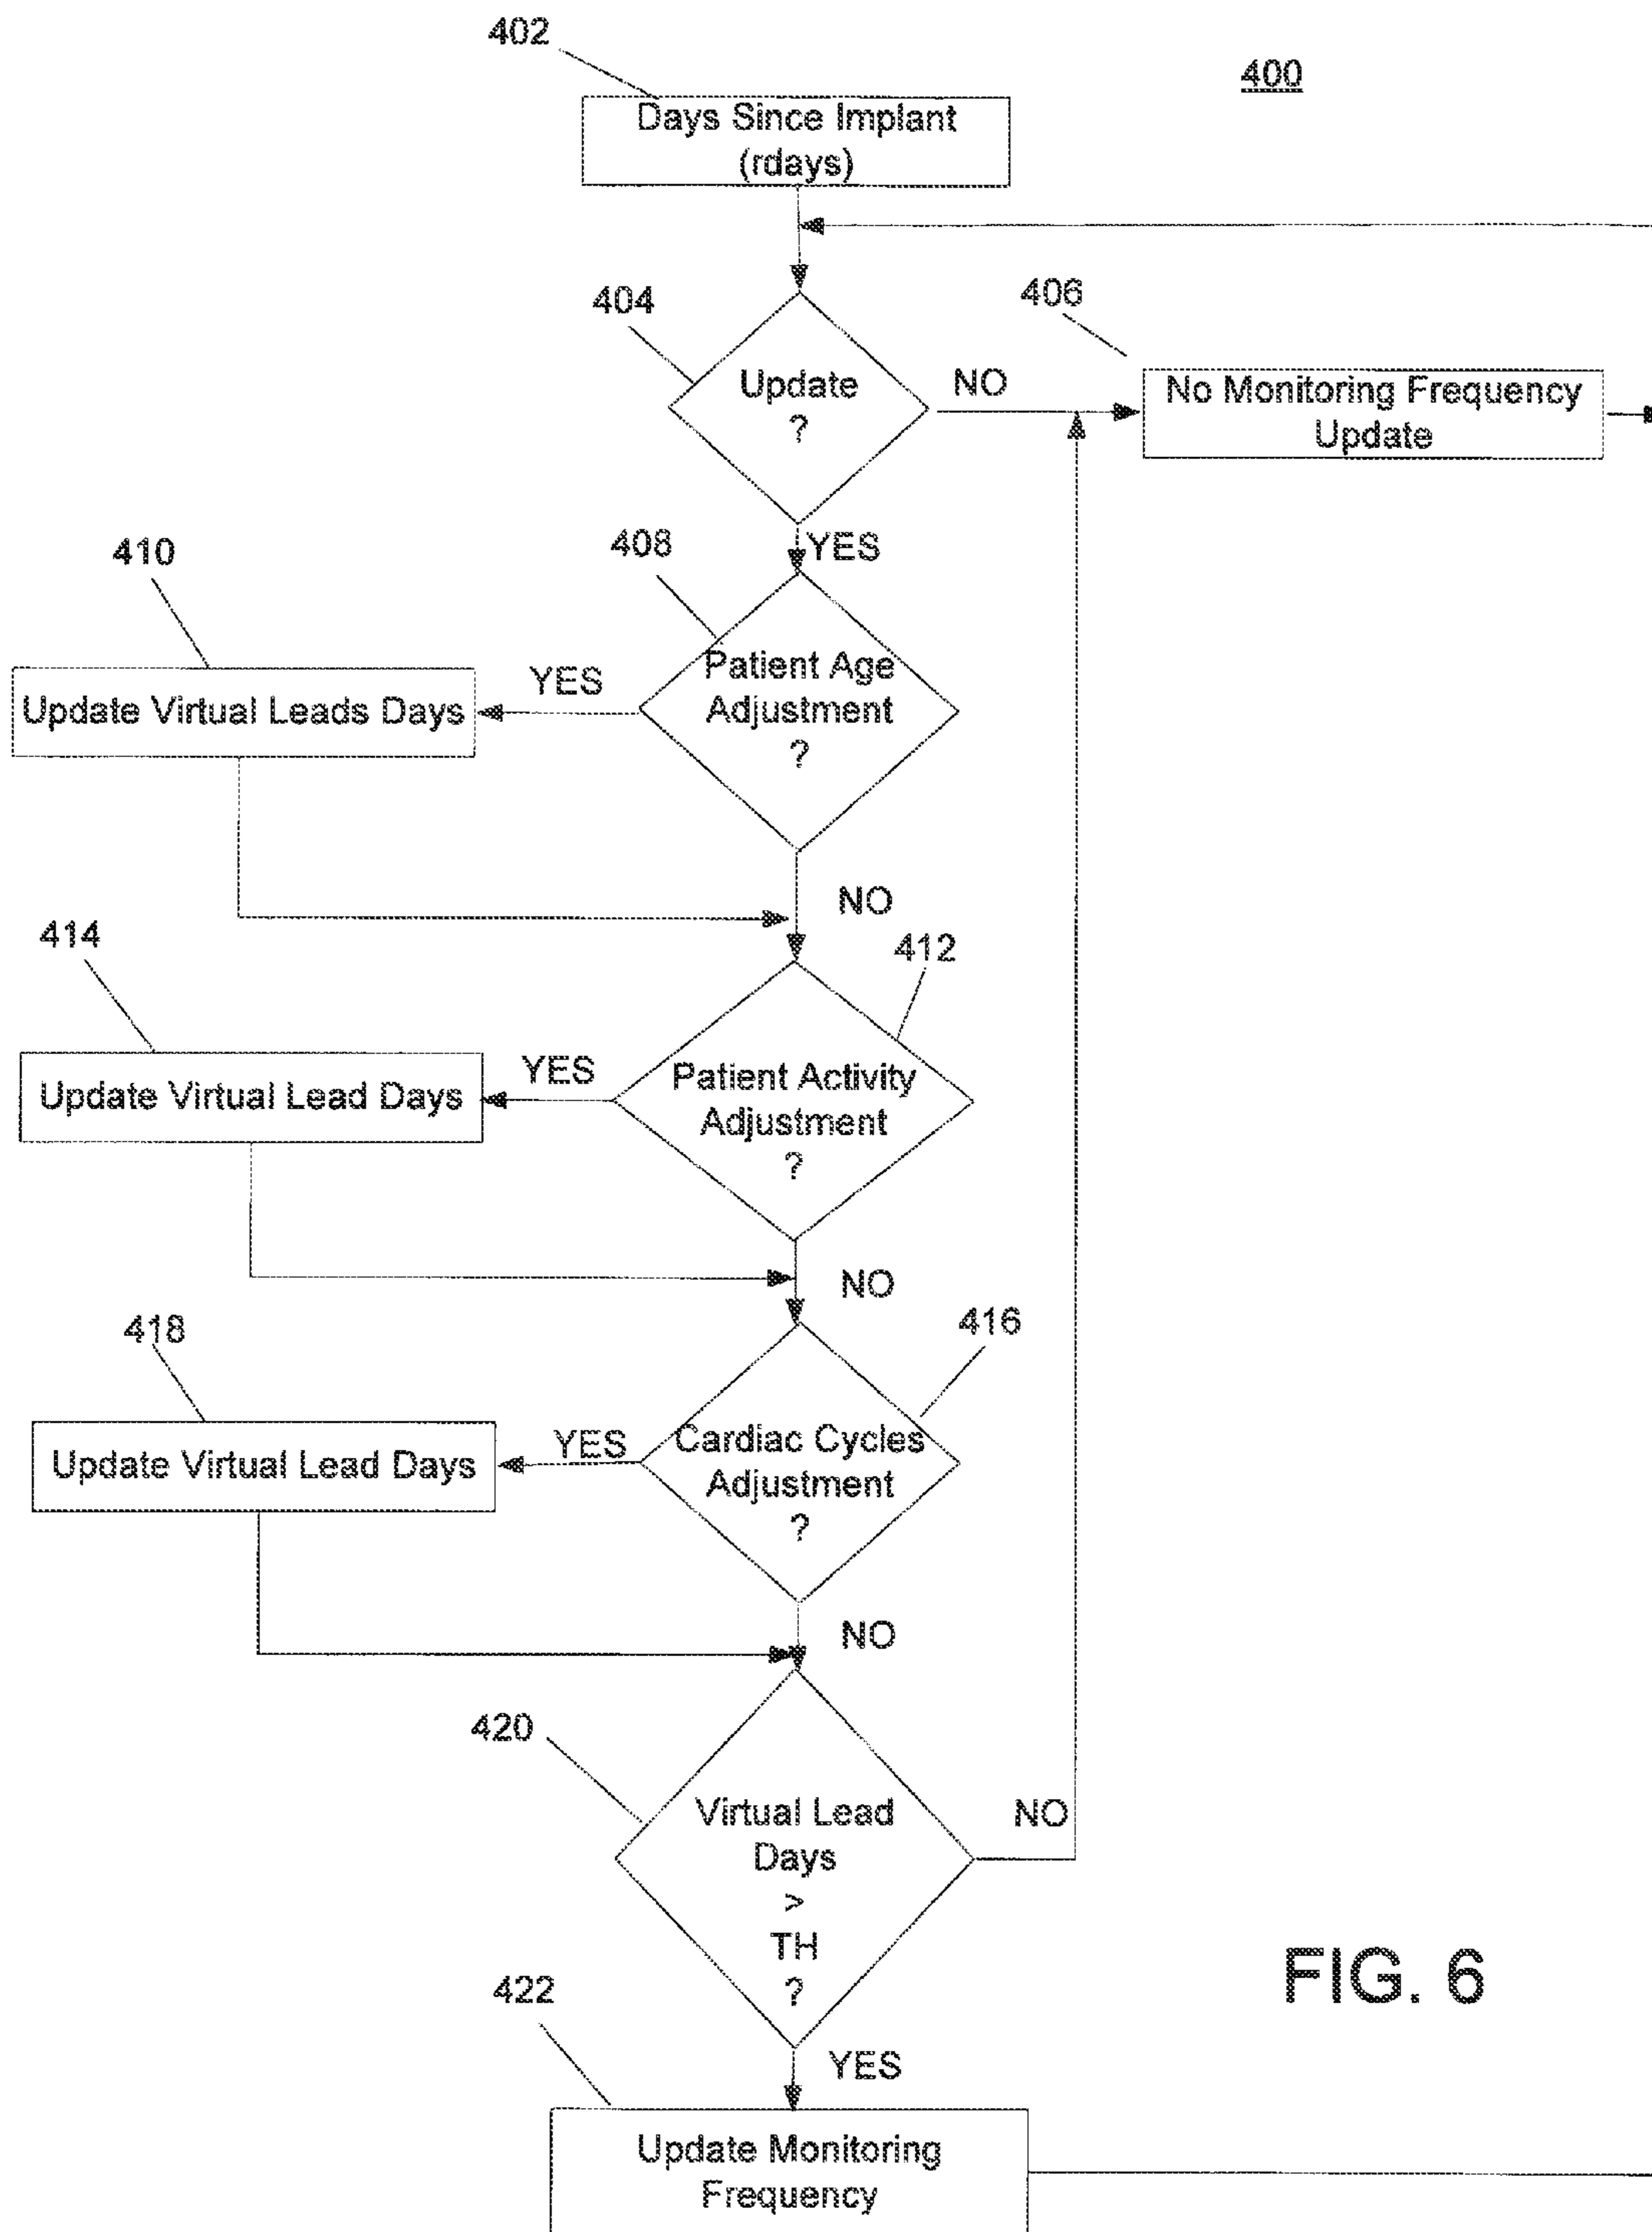 402
400
Days Since Implant
(rdays)
404
406
Update
?
NO
No Monitoring Frequency
Update
YES
408
410
Patient Age
Adjustment
?
YES
Update Virtual Leads Days
NO
414
412
Patient Activity
Adjustment
?
YES
Update Virtual Lead Days
NO
418
416
Cardiac Cycles
Adjustment
?
YES
Update Virtual Lead Days
NO
420
Virtual Lead
Days
>
TH
?
NO
FIG. 6
422
YES
Update Monitoring
Frequency